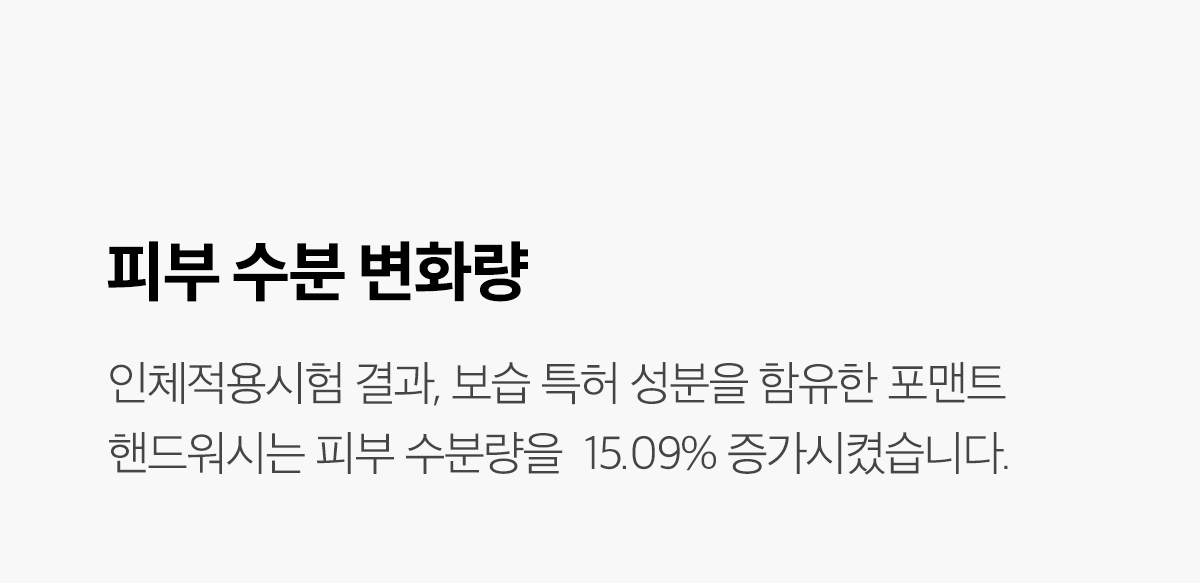 피부 수분 변화량
인체적용시험 결과, 보습 특허 성분을 함유한 포맨트
핸드워시는 피부 수분량을 15.09% 증가시켰습니다.